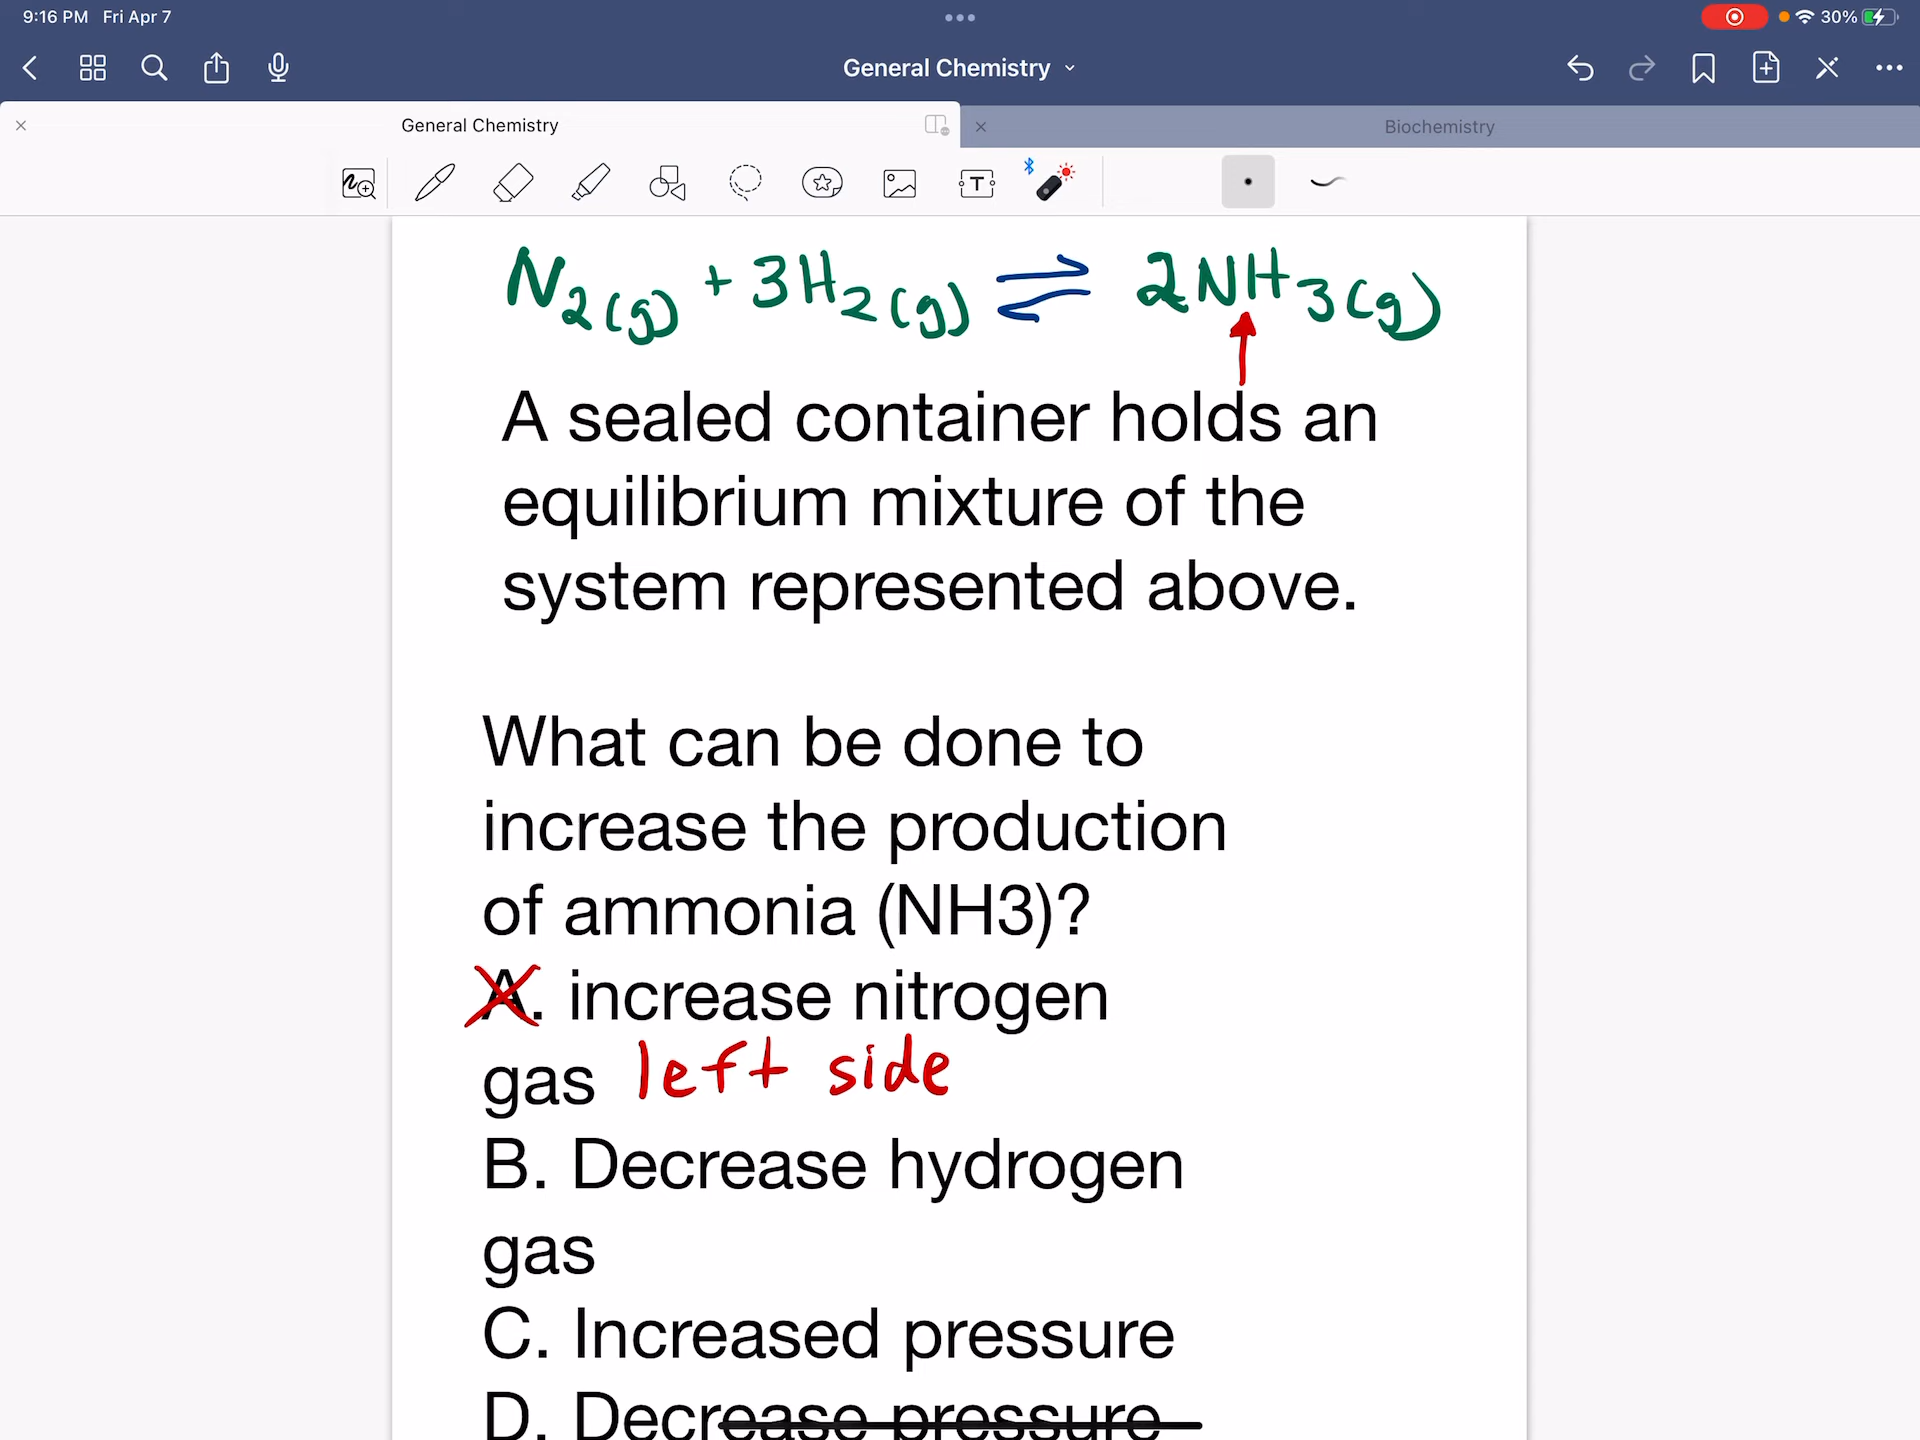 9:16 PM Fri Apr 7
30%
General Chemistry
General Chemistry
Biochemistry
T
N2(g) + 3H2(g) ⇌ 2NH3(g)
A sealed container holds an
equilibrium mixture of the
system represented above.
What can be done to
increase the production
of ammonia (NH3)?
A. increase nitrogen
gas left side
B. Decrease hydrogen
gas
C. Increased pressure
D. Decrease pressure